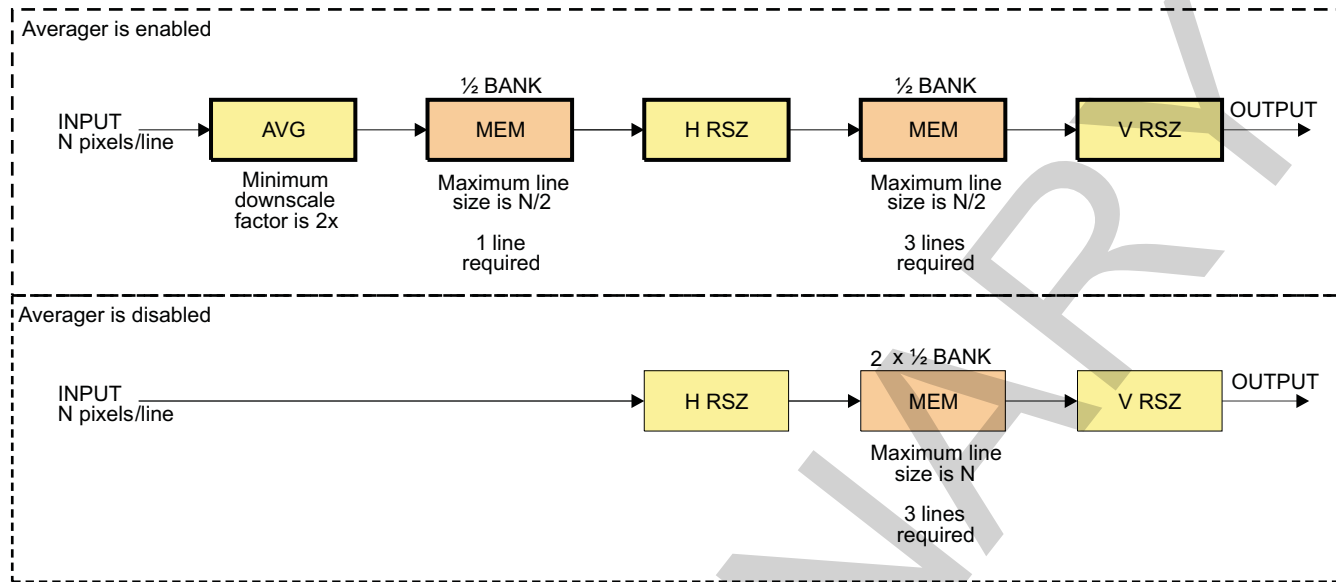 Averager is enabled
½ BANK
½ BANK
INPUT
N pixels/line
AVG
MEM
H RSZ
MEM
V RSZ
OUTPUT
Minimum
downscale
factor is 2x
Maximum line
size is N/2
1 line
required
Maximum line
size is N/2
3 lines
required
Averager is disabled
2 x ½ BANK
INPUT
N pixels/line
H RSZ
MEM
V RSZ
OUTPUT
Maximum line
size is N
3 lines
required
NARY